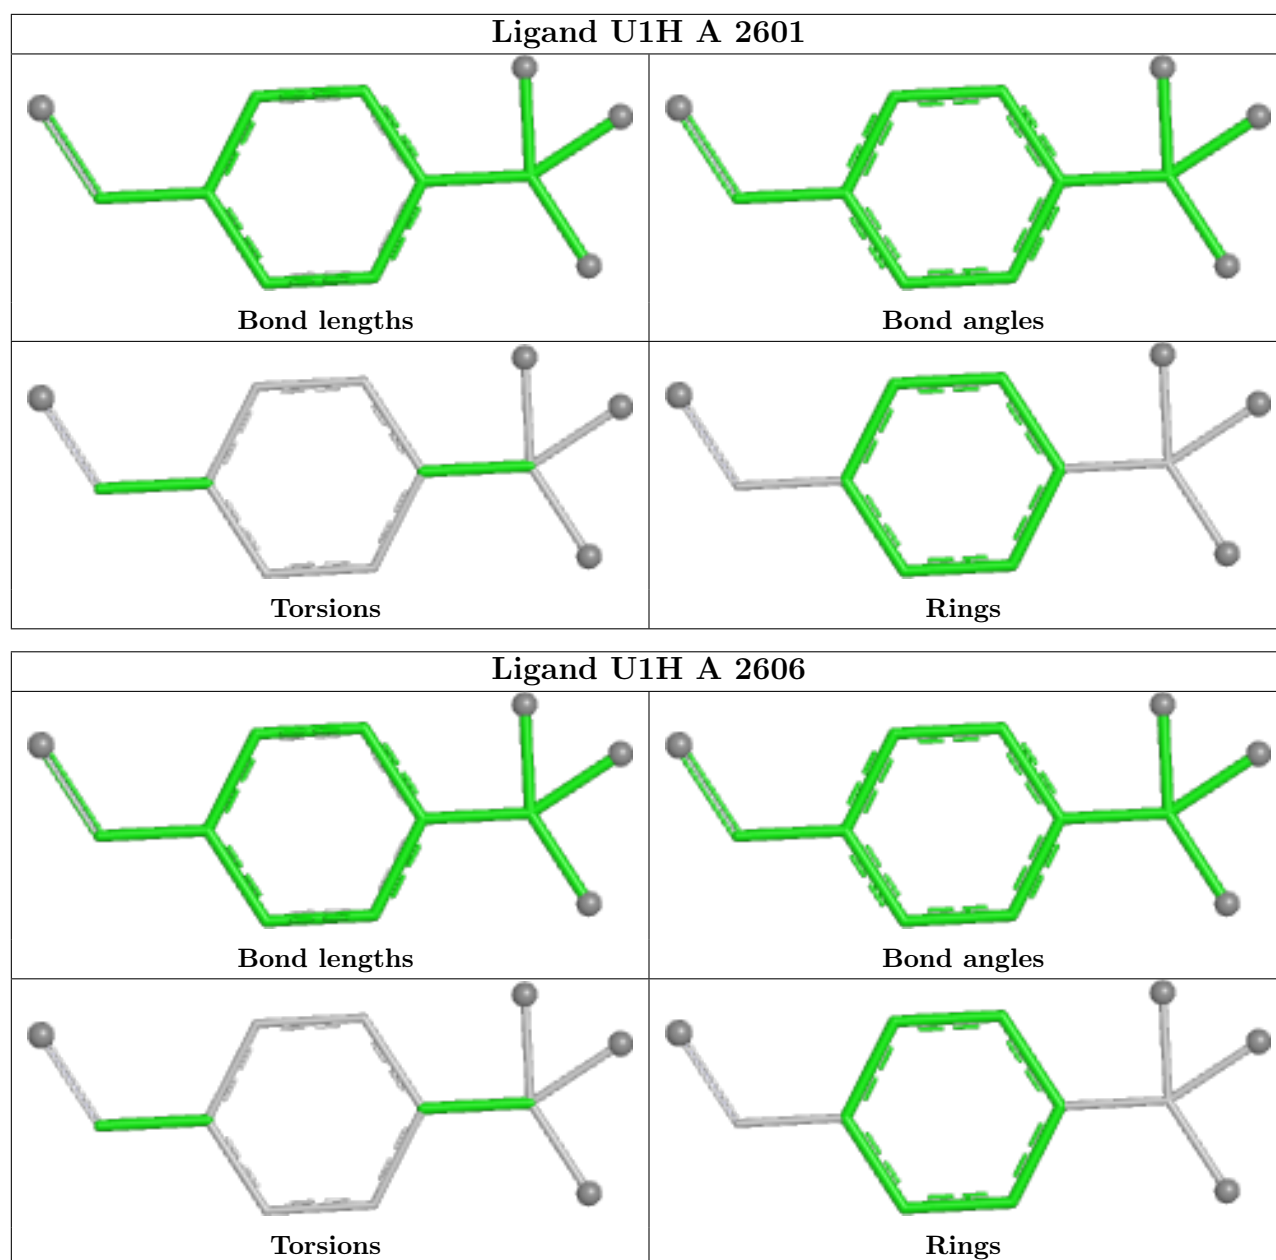 Ligand U1H A 2601
Bond lengths
Bond angles
Torsions
Rings
Ligand U1H A 2606
Bond lengths
Bond angles
Torsions
Rings